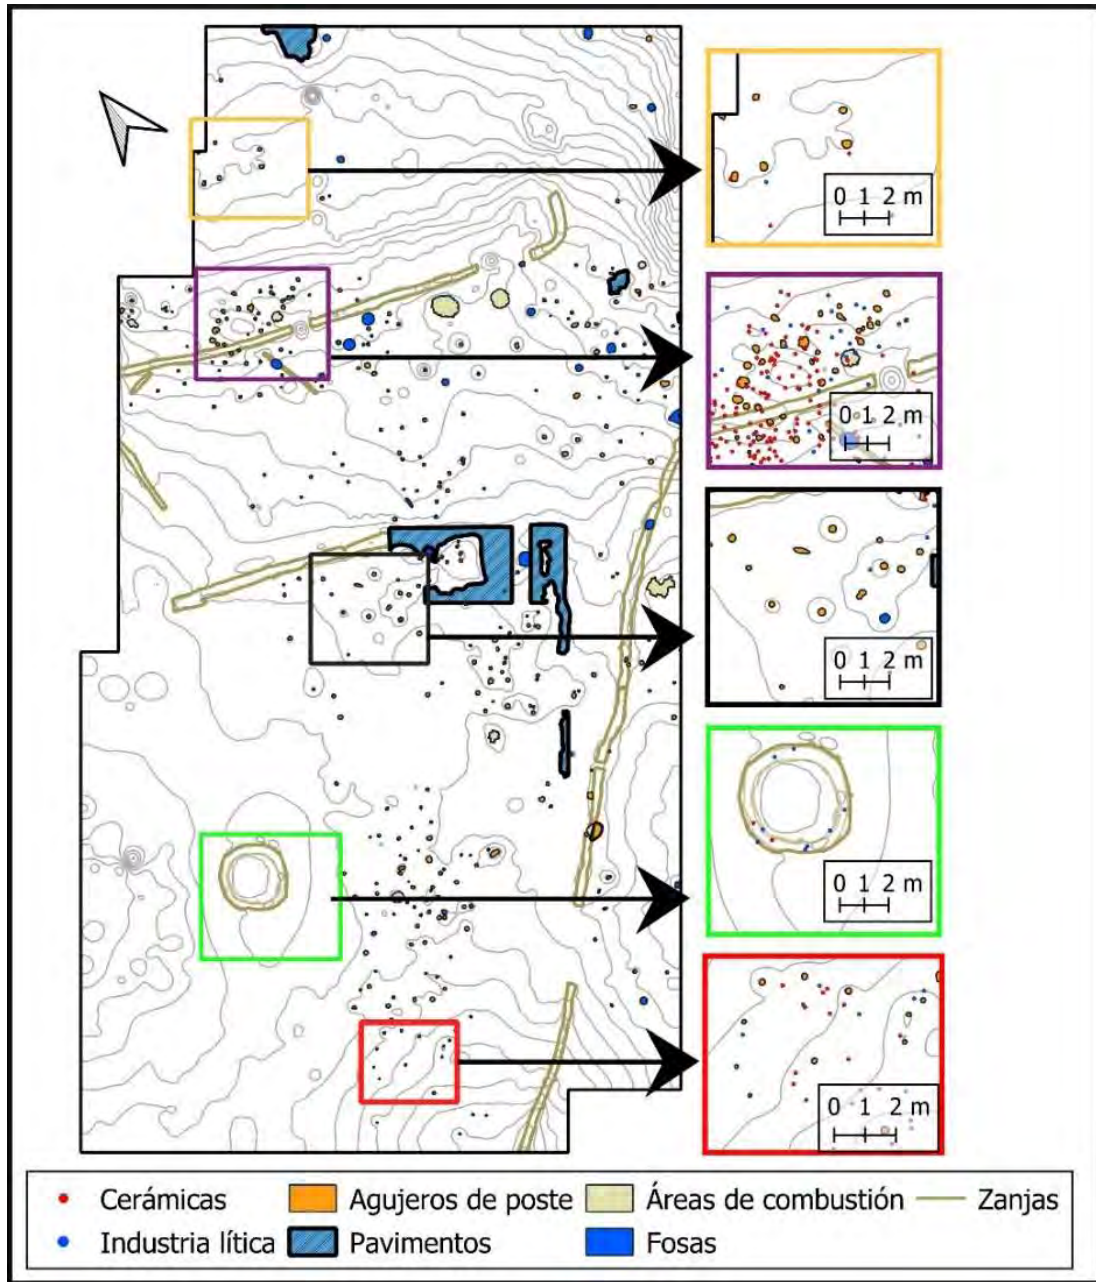 0 1 2 m
0 1 2 m
0 1 2 m
0 1 2 m
0 1 2 m
Cerámicas Agujeros de poste Áreas de combustión Zanjas
Industria lítica Pavimentos Fosas